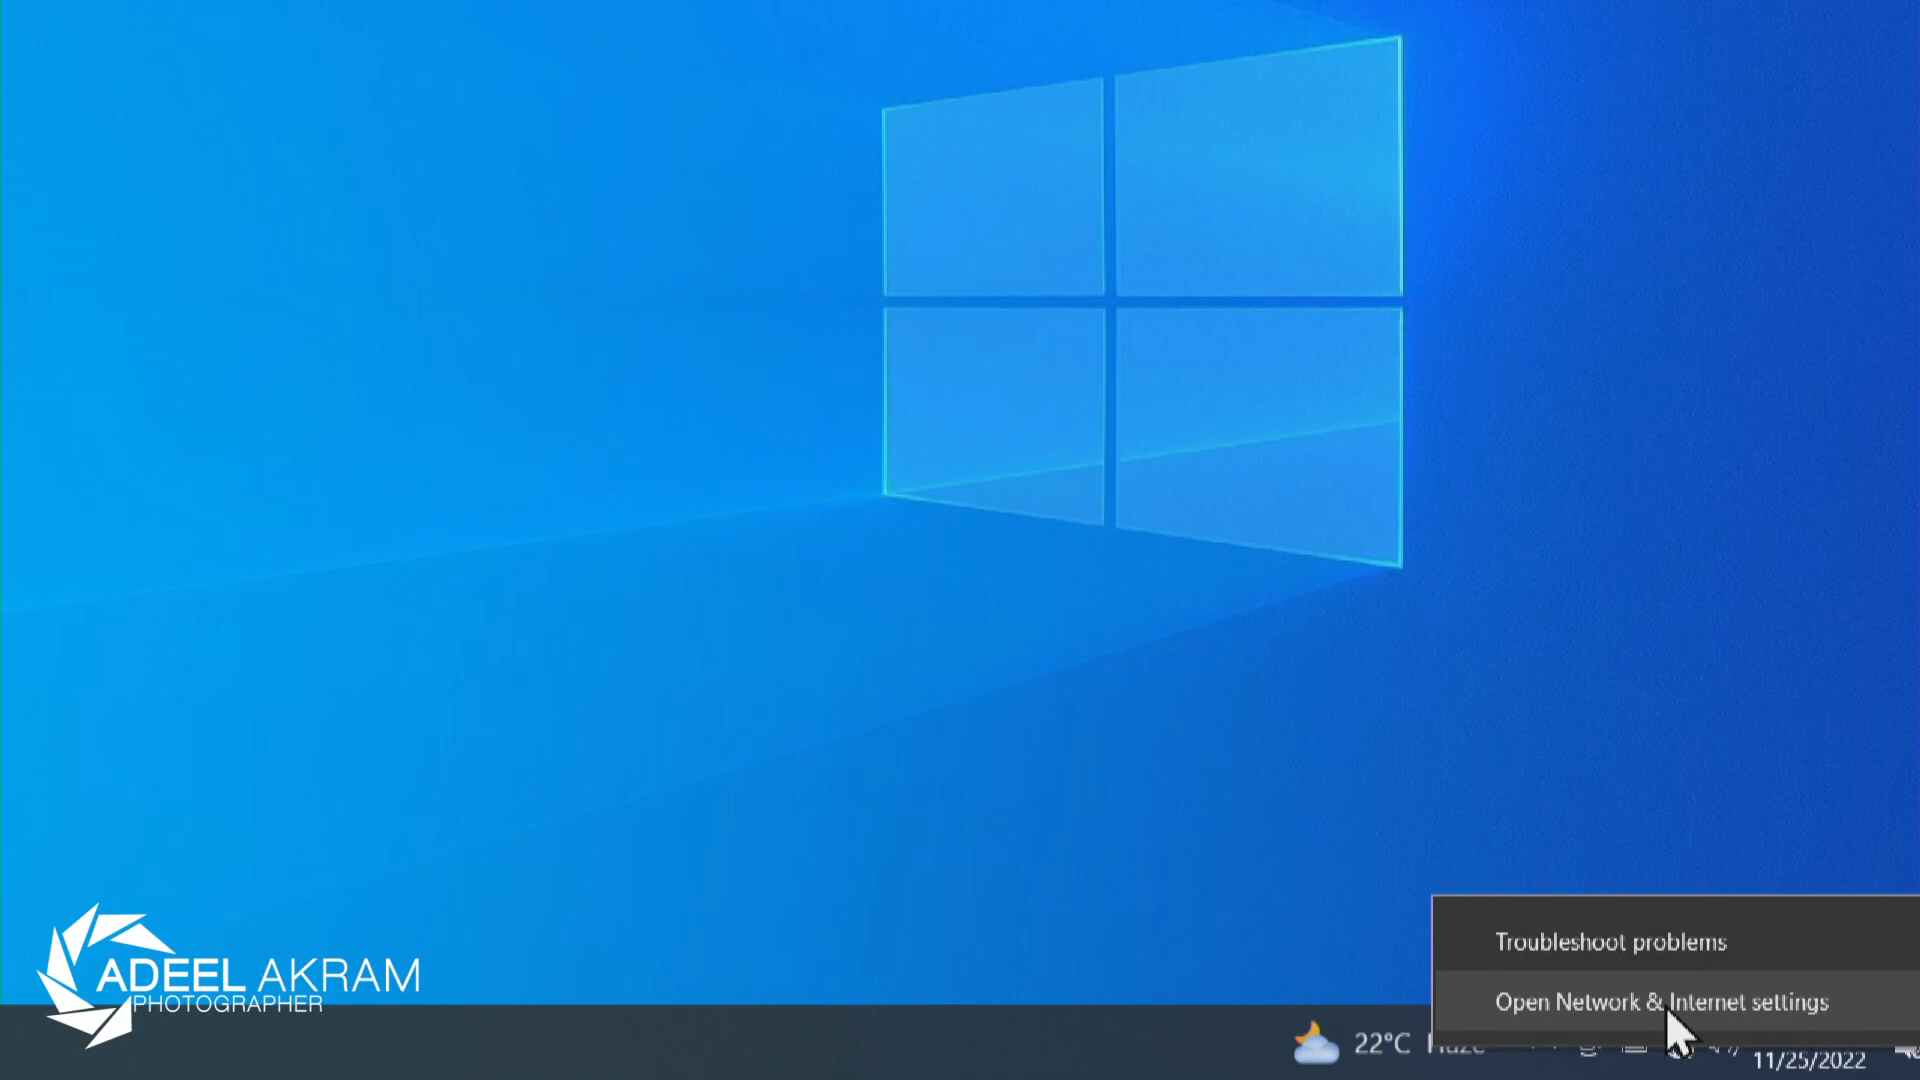 Troubleshoot problems
ADEEL AKRAM
PHOTOGRAPHER
Open Network & Internet settings
22°C Haze
11/25/2022